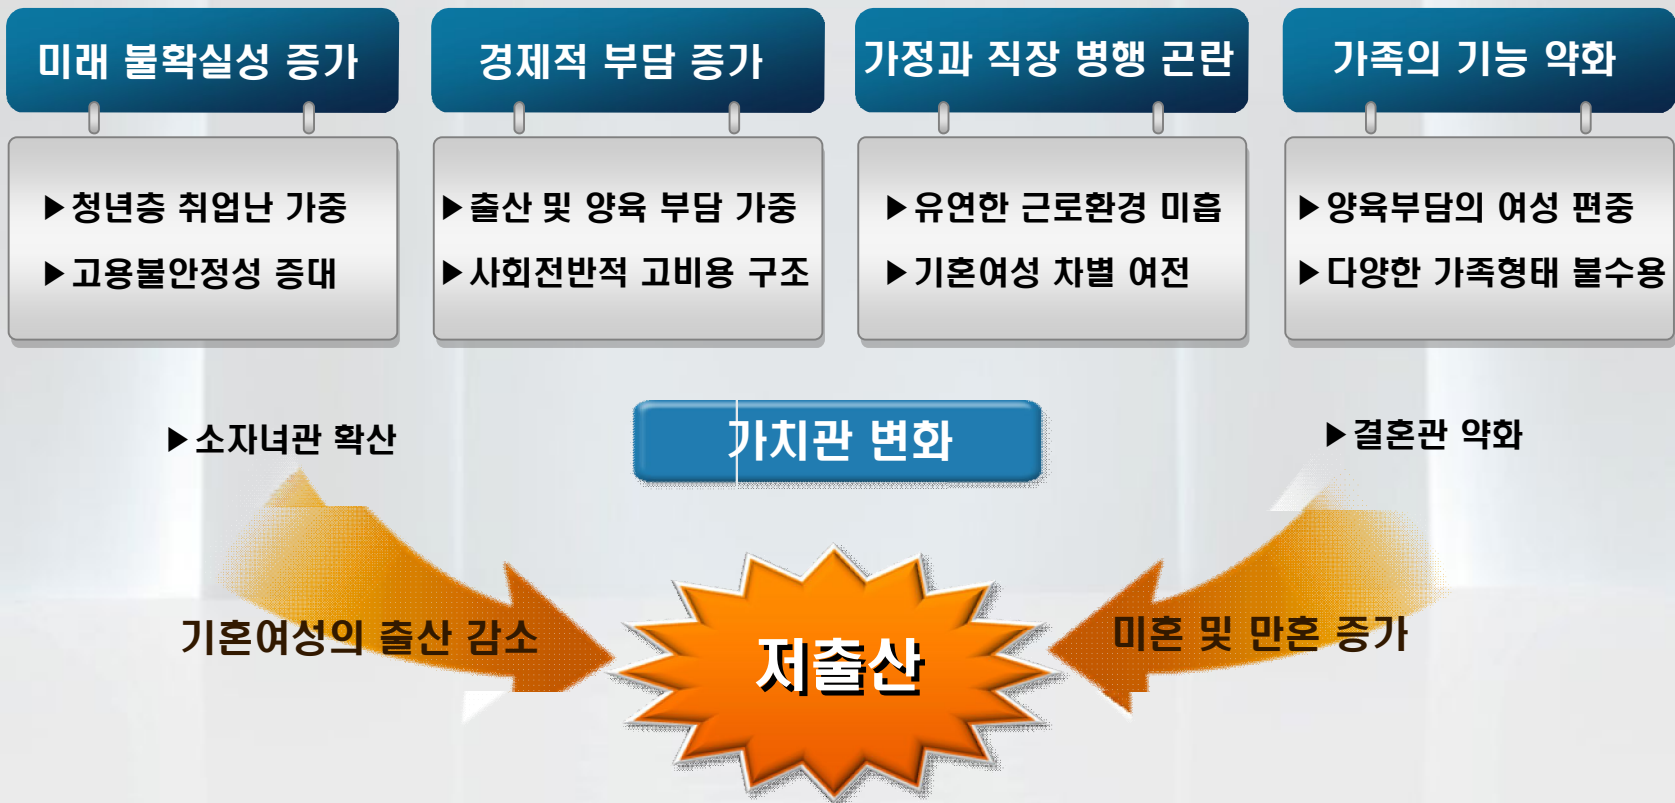 미래 불확실성 증가
▶청년층 취업난 가중
▶고용불안정성 증대
경제적 부담 증가
▶출산 및 양육 부담 가중
▶사회전반적 고비용 구조
가정과 직장 병행 곤란
▶유연한 근로환경 미흡
▶기혼여성 차별 여전
가족의 기능 약화
▶양육부담의 여성 편중
▶다양한 가족형태 불수용
▶소자녀관 확산
가치관 변화
▶결혼관 약화
기혼여성의 출산 감소
저출산
미혼 및 만혼 증가